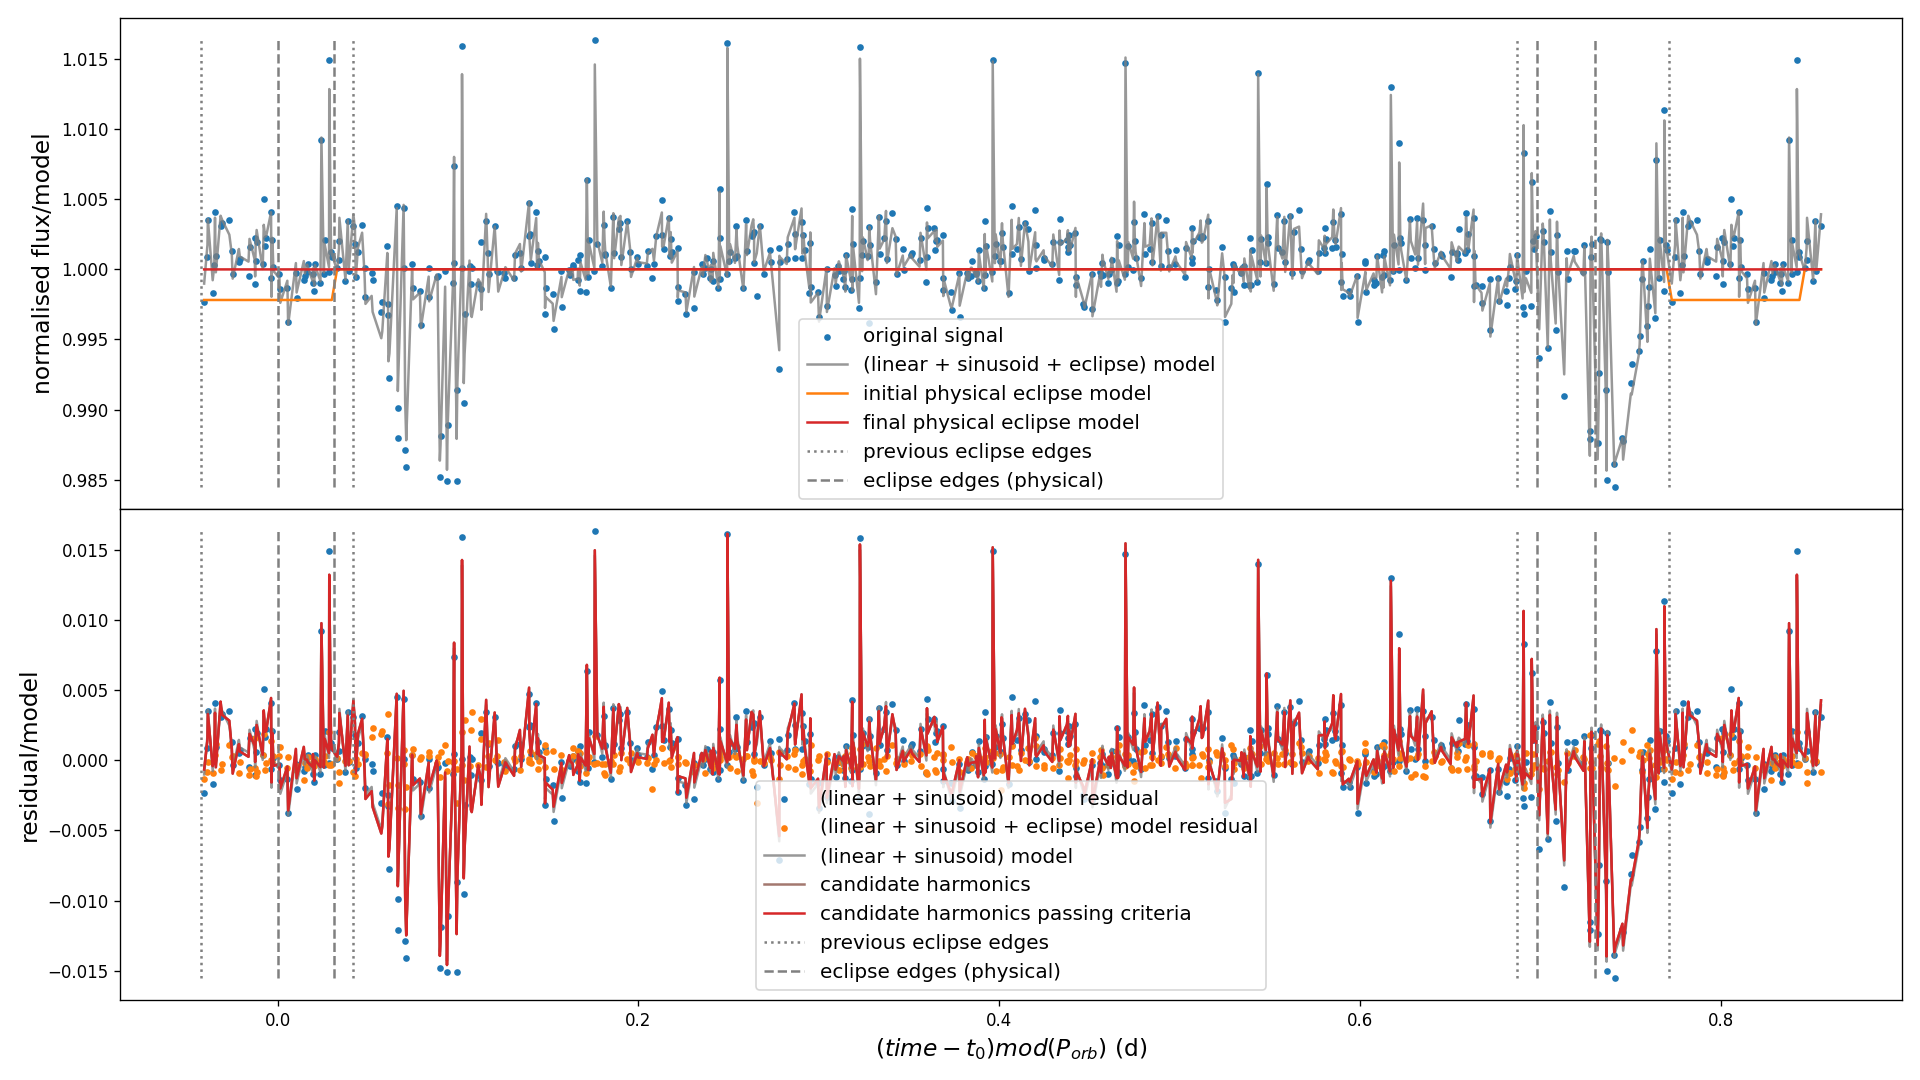 normalised flux/model
1.015
1.010
1.005
1.000
0.995
0.990
0.985
original signal
(linear + sinusoid + eclipse) model
initial physical eclipse model
final physical eclipse model
previous eclipse edges
eclipse edges (physical)
residual/model
0.015
0.010
0.005
0.000
−0.005
−0.010
−0.015
(linear + sinusoid) model residual
(linear + sinusoid + eclipse) model residual
(linear + sinusoid) model
candidate harmonics
candidate harmonics passing criteria
previous eclipse edges
eclipse edges (physical)
0.0 0.2 0.4 0.6 0.8
(time − t₀)mod(P_orb) (d)